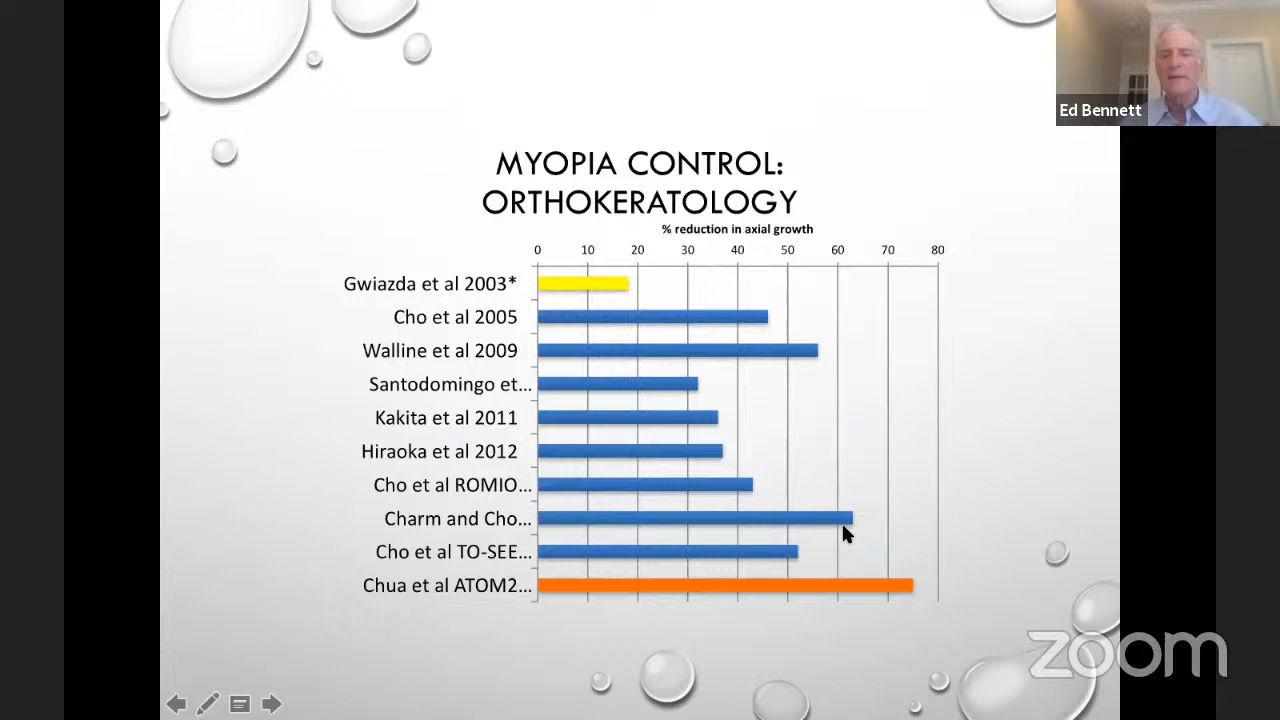 Ed Bennett
MYOPIA CONTROL:
ORTHOKERATOLOGY
% reduction in axial growth
0 10 20 30 40 50 60 70 80
Gwiazda et al 2003*
Cho et al 2005
Walline et al 2009
Santodomingo et…
Kakita et al 2011
Hiraoka et al 2012
Cho et al ROMIO…
Charm and Cho…
Cho et al TO-SEE…
Chua et al ATOM2…
zoom